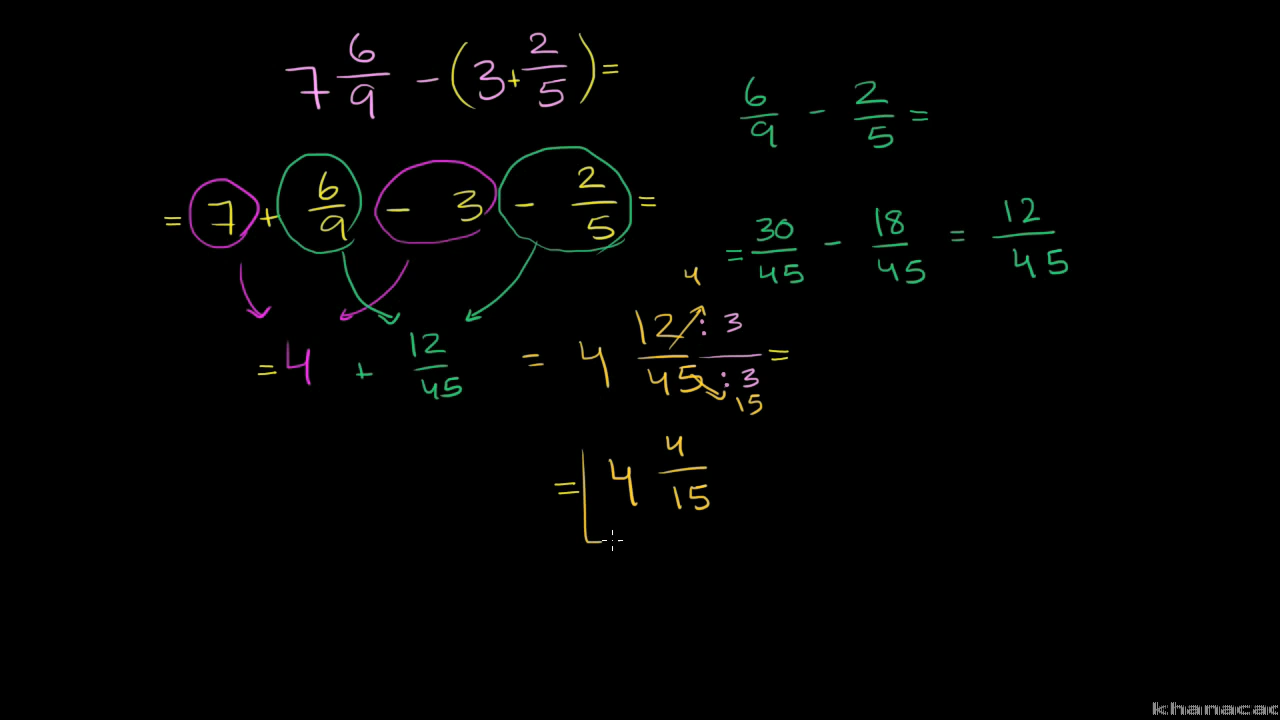 7 6/9 - (3 + 2/5) =
6/9 - 2/5 =
= 7 + 6/9 - 3 - 2/5 =
= 30/45 - 18/45 = 12/45
4
= 4 + 12/45 = 4 12/45 : 3/: 3 =
15
= 4 4/15
khanacac